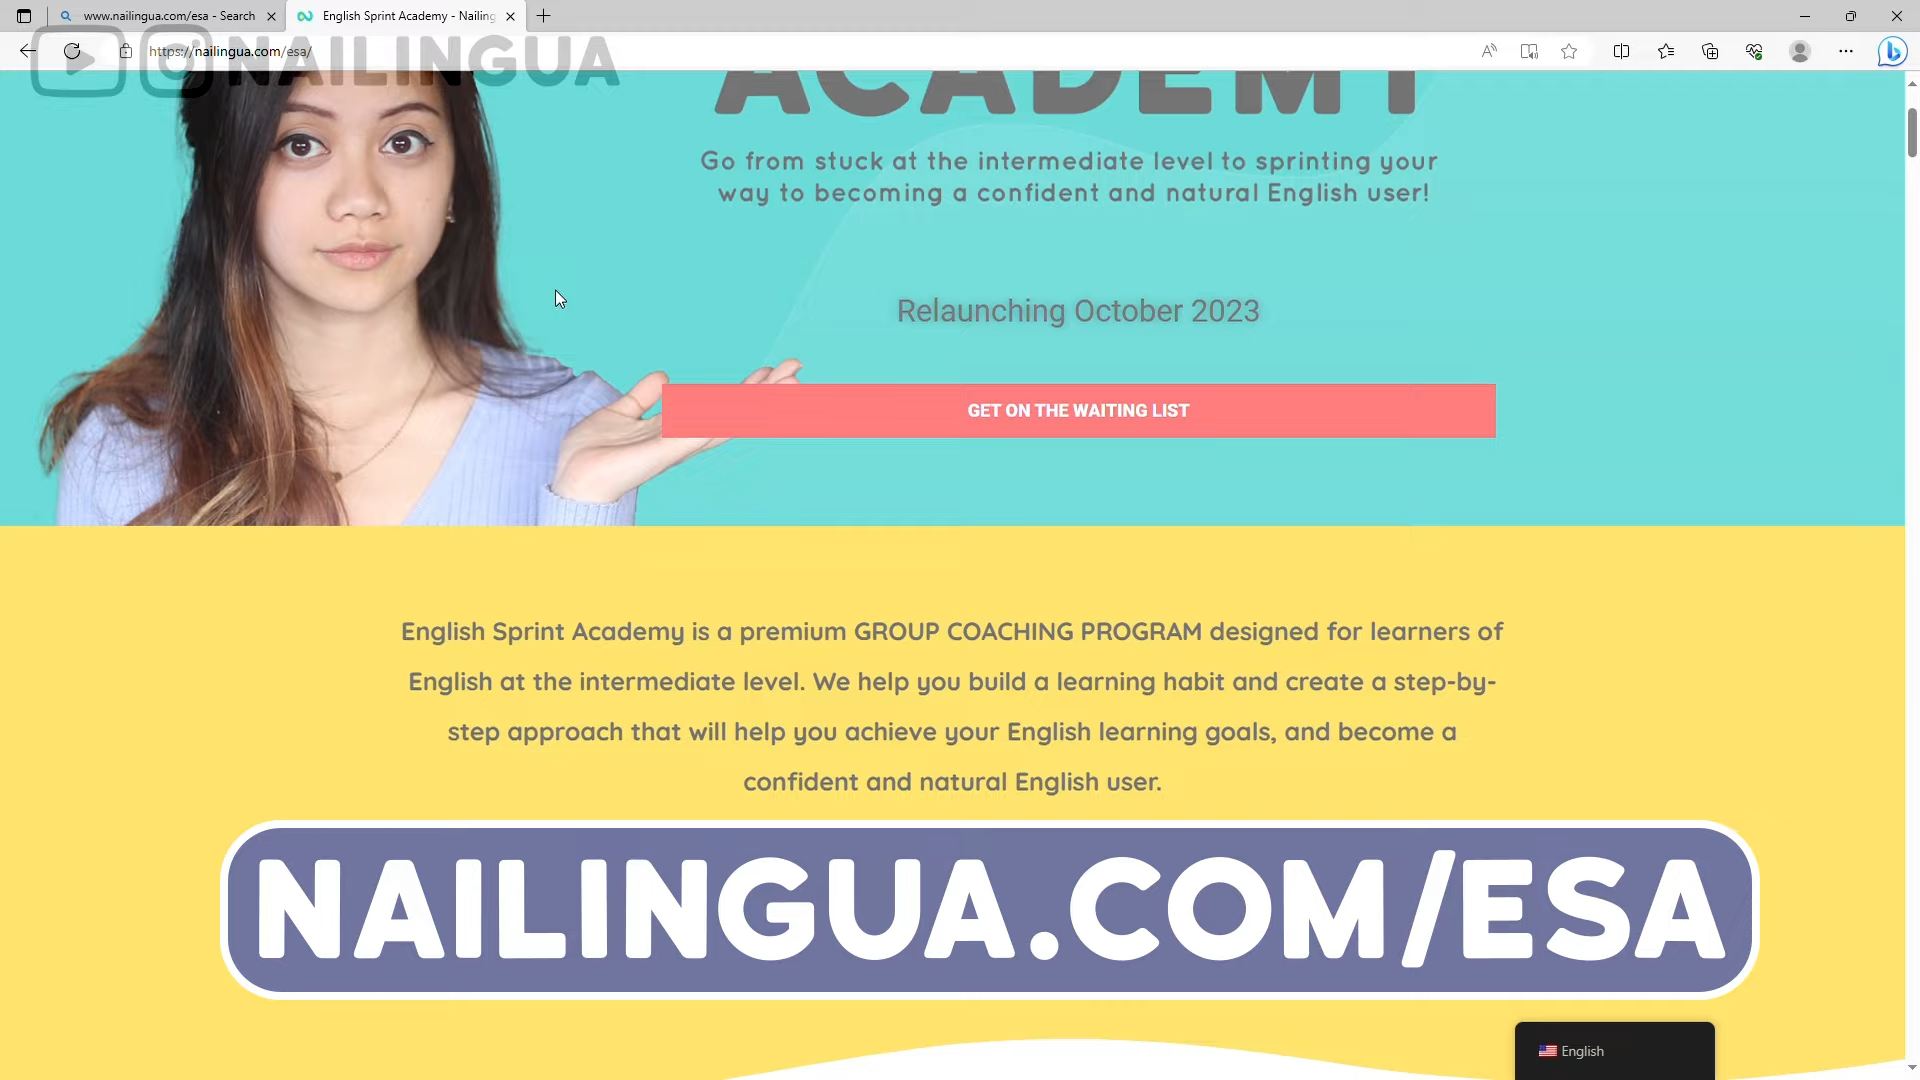 www.nailingua.com/esa - Search
English Sprint Academy - Nailing
https://nailingua.com/esa/
NAILINGUA
ACADEMY
Go from stuck at the intermediate level to sprinting your
way to becoming a confident and natural English user!
Relaunching October 2023
GET ON THE WAITING LIST
English Sprint Academy is a premium GROUP COACHING PROGRAM designed for learners of
English at the intermediate level. We help you build a learning habit and create a step-by-
step approach that will help you achieve your English learning goals, and become a
confident and natural English user.
NAILINGUA.COM/ESA
English